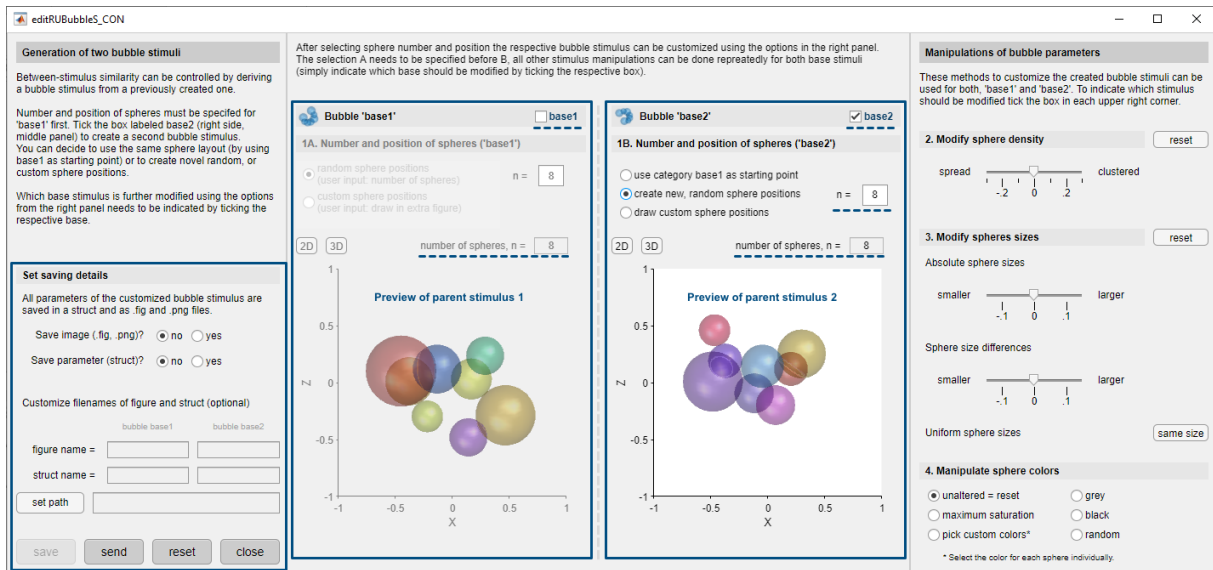 editRUBubbleS_CON
Generation of two bubble stimuli
Between-stimulus similarity can be controlled by deriving
a bubble stimulus from a previously created one.
Number and position of spheres must be specifed for
'base1' first. Tick the box labeled base2 (right side,
middle panel) to create a second bubble stimulus.
You can decide to use the same sphere layout (by using
base1 as starting point) or to create novel random, or
custom sphere positions.
Which base stimulus is further modified using the options
from the right panel needs to be indicated by ticking the
respective base.
Set saving details
All parameters of the customized bubble stimulus are
saved in a struct and as .fig and .png files.
Save image (.fig, .png)? no yes
Save parameter (struct)? no yes
Customize filenames of figure and struct (optional)
bubble base1 bubble base2
figure name =
struct name =
set path
save send reset close
After selecting sphere number and position the respective bubble stimulus can be customized using the options in the right panel.
The selection A needs to be specified before B, all other stimulus manipulations can be done repreatedly for both base stimuli
(simply indicate which base should be modified by ticking the respective box).
Bubble 'base1' base1
1A. Number and position of spheres ('base1')
random sphere positions
(user input: number of spheres)
n = 8
custom sphere positions
(user input: draw in extra figure)
2D 3D number of spheres, n = 8
Preview of parent stimulus 1
1
0.5
0
-0.5
-1
Z
-1 -0.5 0 0.5 1
X
Bubble 'base2' base2
1B. Number and position of spheres ('base2')
use category base1 as starting point
create new, random sphere positions n = 8
draw custom sphere positions
2D 3D number of spheres, n = 8
Preview of parent stimulus 2
1
0.5
0
-0.5
-1
Z
-1 -0.5 0 0.5 1
X
Manipulations of bubble parameters
These methods to customize the created bubble stimuli can be
used for both, 'base1' and 'base2'. To indicate which stimulus
should be modified tick the box in each upper right corner.
2. Modify sphere density reset
spread clustered
-.2 0 .2
3. Modify spheres sizes reset
Absolute sphere sizes
smaller larger
-.1 0 .1
Sphere size differences
smaller larger
-.1 0 .1
Uniform sphere sizes same size
4. Manipulate sphere colors
unaltered = reset grey
maximum saturation black
pick custom colors* random
* Select the color for each sphere individually.